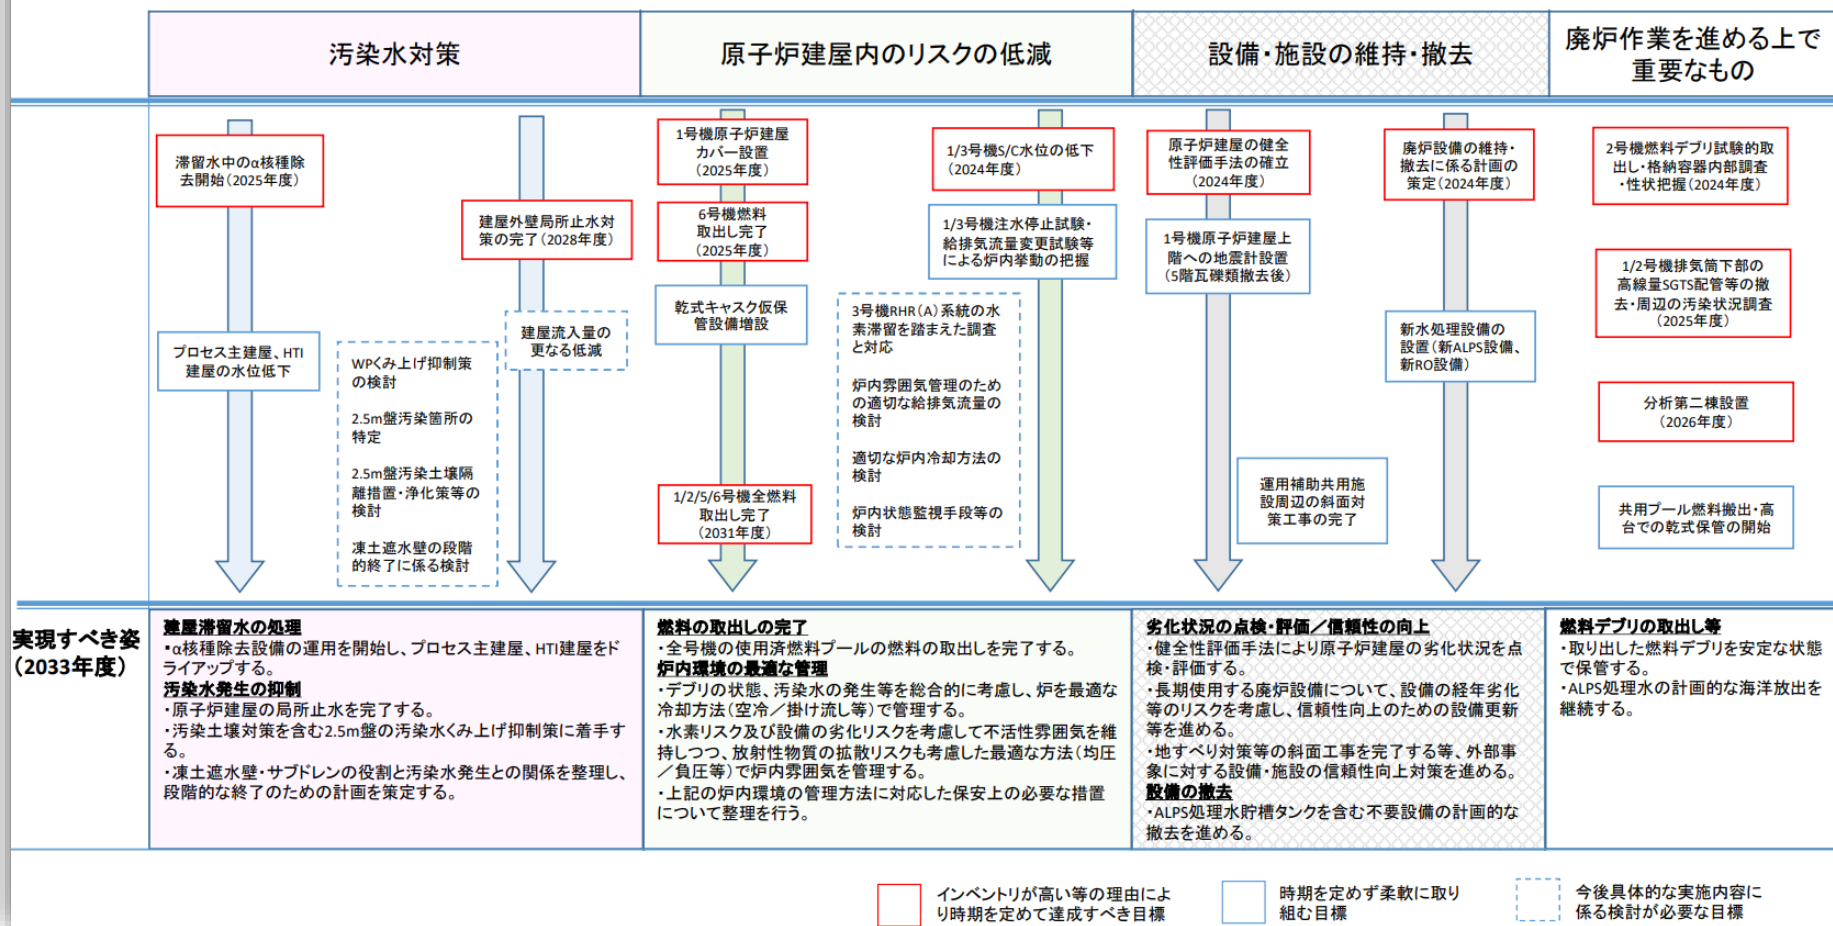 汚染水対策
原子炉建屋内のリスクの低減
設備・施設の維持・撤去
廃炉作業を進める上で
重要なもの
滞留水中のα核種除
去開始(2025年度)
プロセス主建屋、HTI
建屋の水位低下
建屋外壁局所止水対
策の完了(2028年度)
建屋流入量の
更なる低減
WPくみ上げ抑制策
の検討
2.5m盤汚染箇所の
特定
2.5m盤汚染土壌隔
離措置・浄化策等の
検討
凍土遮水壁の段階
的終了に係る検討
1号機原子炉建屋
カバー設置
(2025年度)
6号機燃料
取出し完了
(2025年度)
乾式キャスク仮保
管設備増設
1/2/5/6号機全燃料
取出し完了
(2031年度)
1/3号機S/C水位の低下
(2024年度)
1/3号機注水停止試験・
給排気流量変更試験等
による炉内挙動の把握
3号機RHR(A)系統の水
素滞留を踏まえた調査
と対応
炉内雰囲気管理のため
の適切な給排気流量の
検討
適切な炉内冷却方法の
検討
炉内状態監視手段等の
検討
原子炉建屋の健全
性評価手法の確立
(2024年度)
1号機原子炉建屋上
階への地震計設置
(5階瓦礫類撤去後)
運用補助共用施
設周辺の斜面対
策工事の完了
廃炉設備の維持・
撤去に係る計画の
策定(2024年度)
新水処理設備の
設置(新ALPS設備、
新RO設備)
2号機燃料デブリ試験的取
出し・格納容器内部調査
・性状把握(2024年度)
1/2号機排気筒下部の
高線量SGTS配管等の撤
去・周辺の汚染状況調査
(2025年度)
分析第二棟設置
(2026年度)
共用プール燃料搬出・高
台での乾式保管の開始
実現すべき姿
(2033年度)
建屋滞留水の処理
・α核種除去設備の運用を開始し、プロセス主建屋、HTI建屋をド
ライアップする。
汚染水発生の抑制
・原子炉建屋の局所止水を完了する。
・汚染土壌対策を含む2.5m盤の汚染水くみ上げ抑制策に着手す
る。
・凍土遮水壁・サブドレンの役割と汚染水発生との関係を整理し、
段階的な終了のための計画を策定する。
燃料の取出しの完了
・全号機の使用済燃料プールの燃料の取出しを完了する。
炉内環境の最適な管理
・デブリの状態、汚染水の発生等を総合的に考慮し、炉を最適な
冷却方法(空冷/掛け流し等)で管理する。
・水素リスク及び設備の劣化リスクを考慮して不活性雰囲気を維
持しつつ、放射性物質の拡散リスクも考慮した最適な方法(均圧
/負圧等)で炉内雰囲気を管理する。
・上記の炉内環境の管理方法に対応した保安上の必要な措置
について整理を行う。
劣化状況の点検・評価/信頼性の向上
・健全性評価手法により原子炉建屋の劣化状況を点
検・評価する。
・長期使用する廃炉設備について、設備の経年劣化
等のリスクを考慮し、信頼性向上のための設備更新
等を進める。
・地すべり対策等の斜面工事を完了する等、外部事
象に対する設備・施設の信頼性向上対策を進める。
設備の撤去
・ALPS処理水貯槽タンクを含む不要設備の計画的な
撤去を進める。
燃料デブリの取出し等
・取り出した燃料デブリを安定な状態
で保管する。
・ALPS処理水の計画的な海洋放出を
継続する。
インベントリが高い等の理由によ
り時期を定めて達成すべき目標
時期を定めず柔軟に取り
組む目標
今後具体的な実施内容に
係る検討が必要な目標